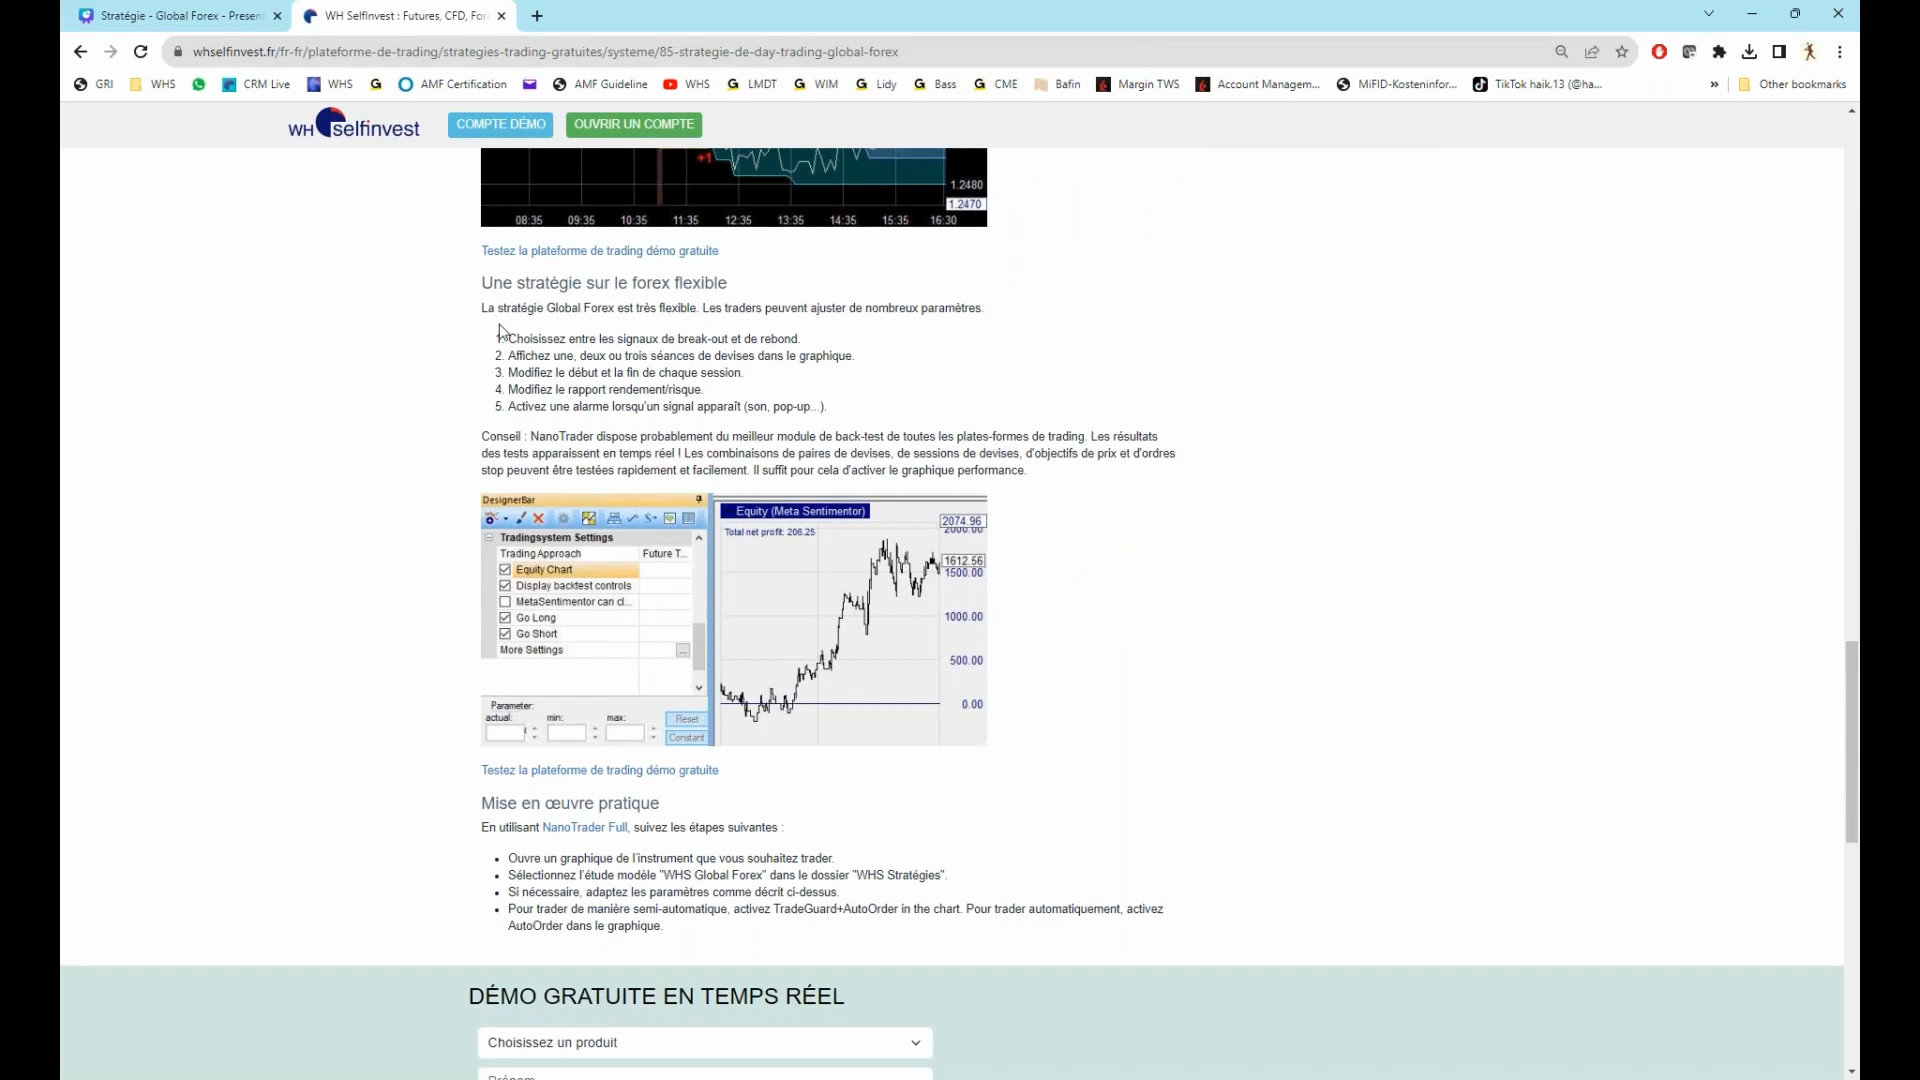 Stratégie - Global Forex - Present
WH SelfInvest : Futures, CFD, For
whselfinvest.fr/fr-fr/plateforme-de-trading/strategies-trading-gratuites/systeme/85-strategie-de-day-trading-global-forex
GRI WHS CRM Live WHS AMF Certification AMF Guideline WHS LMDT WIM Lidy Bass CME Bafin Margin TWS Account Managem... MiFID-Kosteninfor... TikTok haik.13 (@ha... » Other bookmarks
WH selfinvest
COMPTE DÉMO
OUVRIR UN COMPTE
+1
1.2480
1.2470
08:35 09:35 10:35 11:35 12:35 13:35 14:35 15:35 16:30
Testez la plateforme de trading démo gratuite
Une stratégie sur le forex flexible
La stratégie Global Forex est très flexible. Les traders peuvent ajuster de nombreux paramètres.
Choisissez entre les signaux de break-out et de rebond.
2. Affichez une, deux ou trois séances de devises dans le graphique.
3. Modifiez le début et la fin de chaque session.
4. Modifiez le rapport rendement/risque.
5. Activez une alarme lorsqu'un signal apparaît (son, pop-up...).
Conseil : NanoTrader dispose probablement du meilleur module de back-test de toutes les plates-formes de trading. Les résultats
des tests apparaissent en temps réel ! Les combinaisons de paires de devises, de sessions de devises, d'objectifs de prix et d'ordres
stop peuvent être testées rapidement et facilement. Il suffit pour cela d'activer le graphique performance.
DesignerBar
Tradingsystem Settings
Trading Approach Future T...
Equity Chart
Display backtest controls
MetaSentimentor can cl...
Go Long
Go Short
More Settings ...
Parameter:
actual: min: max: Reset
Constant
Equity (Meta Sentimentor)
Total net profit: 206.25
2074.96
2000.00
1612.56
1500.00
1000.00
500.00
0.00
Testez la plateforme de trading démo gratuite
Mise en œuvre pratique
En utilisant NanoTrader Full, suivez les étapes suivantes :
• Ouvre un graphique de l'instrument que vous souhaitez trader.
• Sélectionnez l'étude modèle "WHS Global Forex" dans le dossier "WHS Stratégies".
• Si nécessaire, adaptez les paramètres comme décrit ci-dessus.
• Pour trader de manière semi-automatique, activez TradeGuard+AutoOrder in the chart. Pour trader automatiquement, activez
AutoOrder dans le graphique.
DÉMO GRATUITE EN TEMPS RÉEL
Choisissez un produit
Prénom